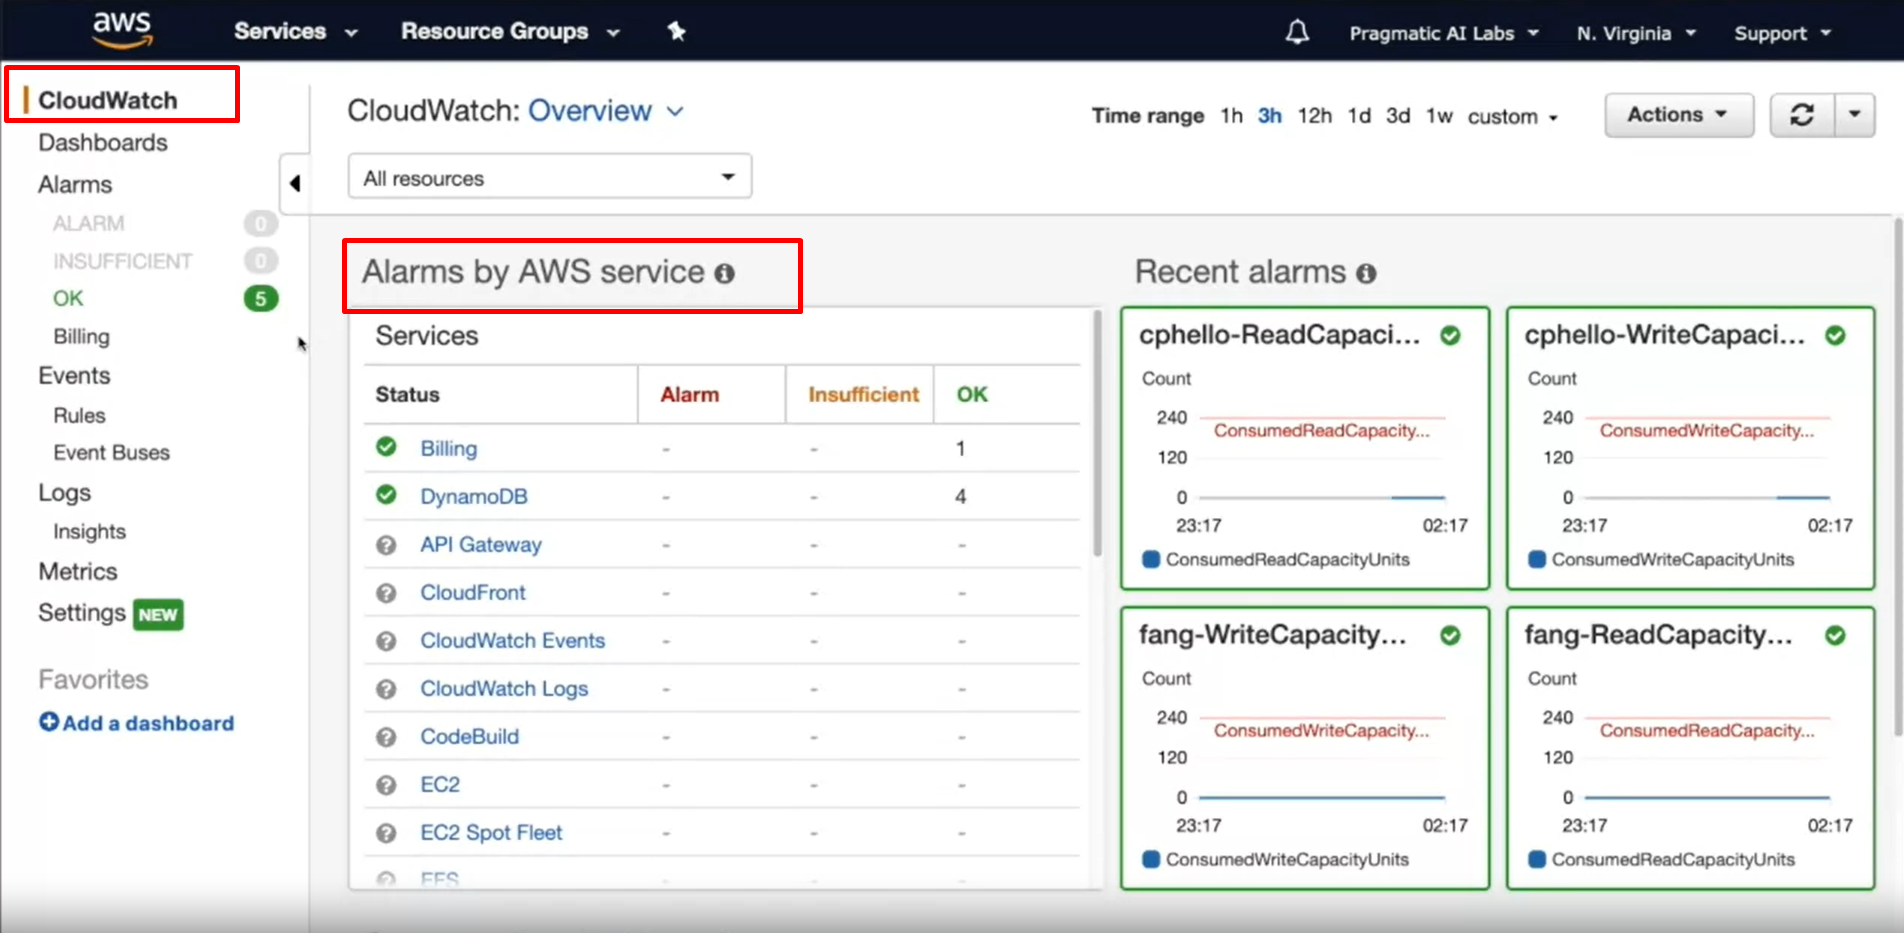 aws Services Resource Groups Pragmatic AI Labs N. Virginia Support
CloudWatch
Dashboards
Alarms
ALARM 0
INSUFFICIENT 0
OK 5
Billing
Events
Rules
Event Buses
Logs
Insights
Metrics
Settings NEW
Favorites
Add a dashboard
CloudWatch: Overview
Time range 1h 3h 12h 1d 3d 1w custom
Actions
All resources
Alarms by AWS service
Services
Status Alarm Insufficient OK
Billing - - 1
DynamoDB - - 4
API Gateway - - -
CloudFront - - -
CloudWatch Events - - -
CloudWatch Logs - - -
CodeBuild - - -
EC2 - - -
EC2 Spot Fleet - - -
EFS - - -
Recent alarms
cphello-ReadCapaci...
Count
240
ConsumedReadCapacity...
120
0
23:17 02:17
ConsumedReadCapacityUnits
cphello-WriteCapaci...
Count
240
ConsumedWriteCapacity...
120
0
23:17 02:17
ConsumedWriteCapacityUnits
fang-WriteCapacity...
Count
240
ConsumedWriteCapacity...
120
0
23:17 02:17
ConsumedWriteCapacityUnits
fang-ReadCapacity...
Count
240
ConsumedReadCapacity...
120
0
23:17 02:17
ConsumedReadCapacityUnits